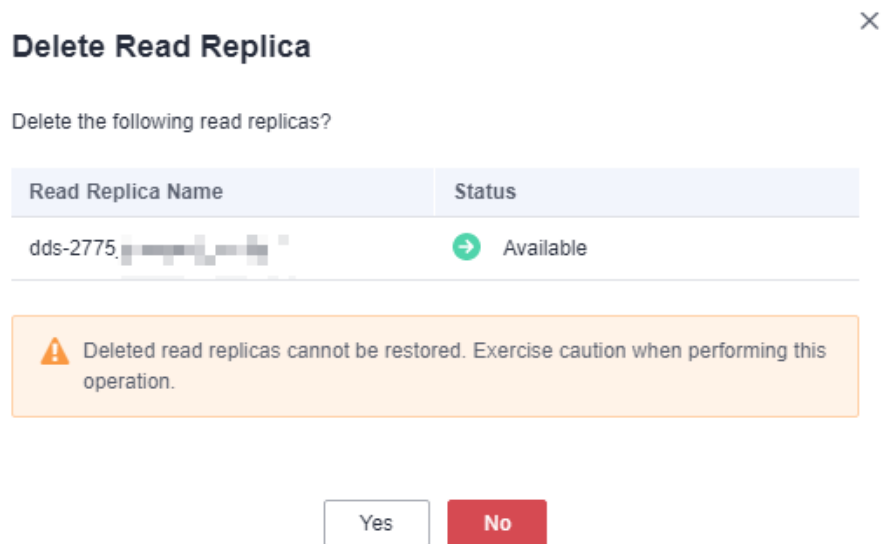 Delete Read Replica
Delete the following read replicas?
Read Replica Name Status
dds-2775 Available
Deleted read replicas cannot be restored. Exercise caution when performing this
operation.
Yes No